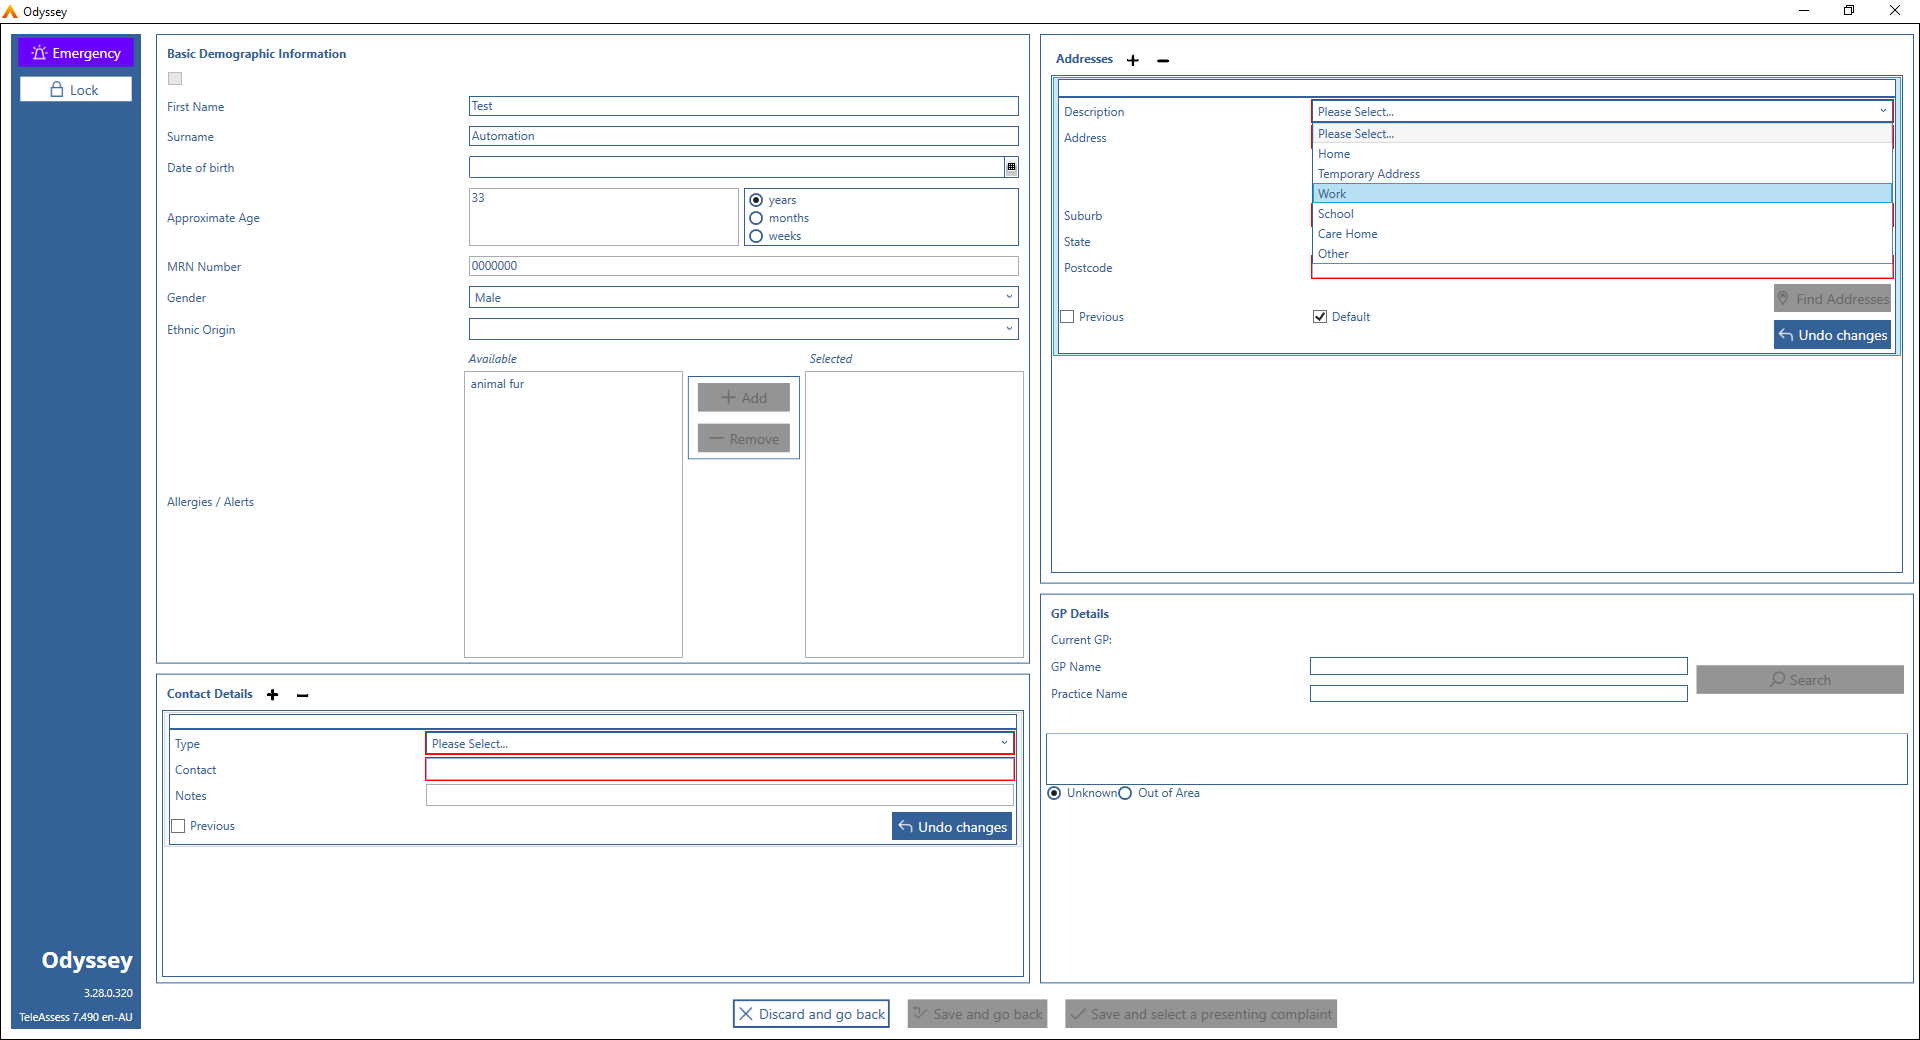 Odyssey
Emergency
Lock
Basic Demographic Information
First Name
Test
Surname
Automation
Date of birth
Approximate Age
33
years
months
weeks
MRN Number
0000000
Gender
Male
Ethnic Origin
Available
Selected
animal fur
Add
Remove
Allergies / Alerts
Contact Details
Type
Please Select...
Contact
Notes
Previous
Undo changes
Addresses
Description
Please Select...
Address
Please Select...
Home
Temporary Address
Work
School
Care Home
Other
Suburb
State
Postcode
Find Addresses
Previous
Default
Undo changes
GP Details
Current GP:
GP Name
Practice Name
Search
Unknown
Out of Area
Odyssey
3.28.0.320
TeleAssess 7.490 en-AU
Discard and go back
Save and go back
Save and select a presenting complaint